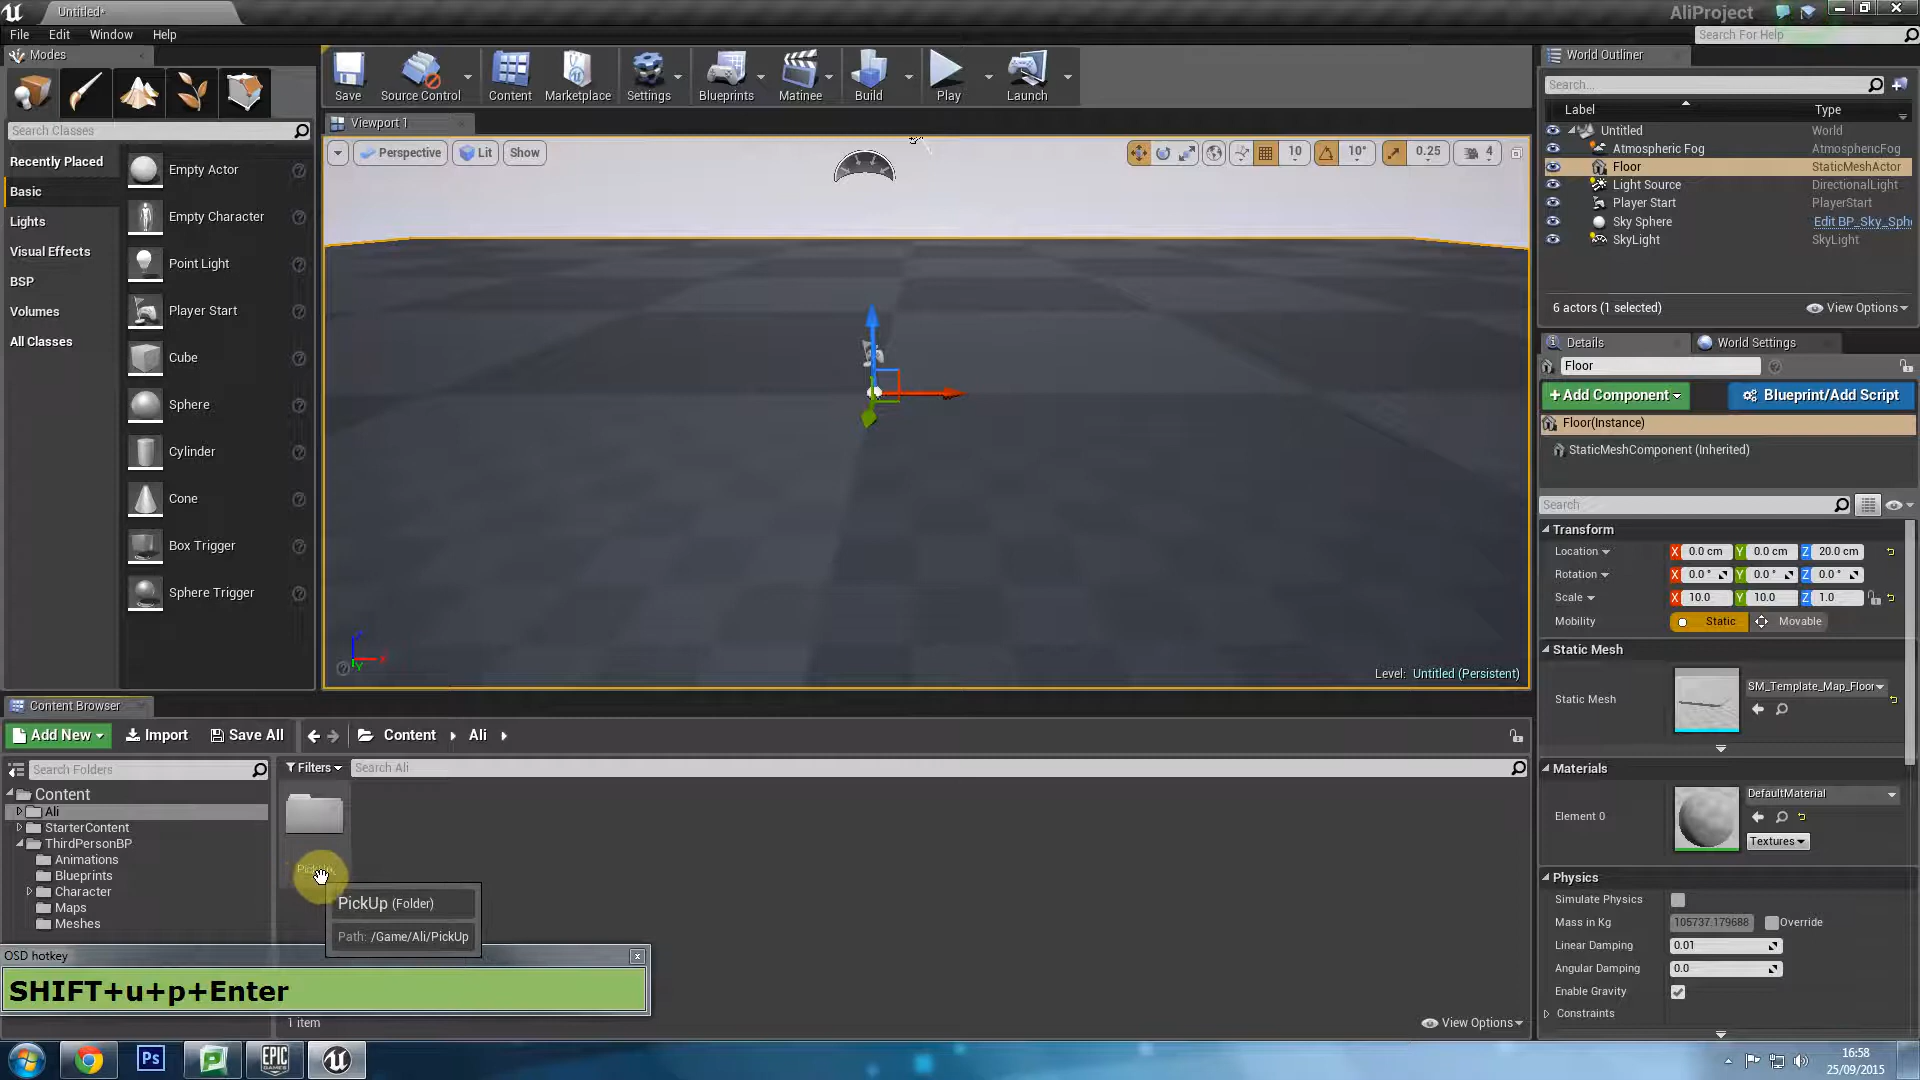 Untitled*
AliProject
File Edit Window Help
Search For Help
Modes
Search Classes
Recently Placed
Basic
Lights
Visual Effects
BSP
Volumes
All Classes
Empty Actor
Empty Character
Point Light
Player Start
Cube
Sphere
Cylinder
Cone
Box Trigger
Sphere Trigger
Save Source Control Content Marketplace Settings Blueprints Matinee Build Play Launch
Viewport 1
Perspective Lit Show
10 10° 0.25 4
Level: Untitled (Persistent)
World Outliner
Search...
Label Type
Untitled World
Atmospheric Fog AtmosphericFog
Floor StaticMeshActor
Light Source DirectionalLight
Player Start PlayerStart
Sky Sphere Edit BP_Sky_Sph
SkyLight SkyLight
6 actors (1 selected) View Options
Details World Settings
Floor
+Add Component Blueprint/Add Script
Floor(Instance)
StaticMeshComponent (Inherited)
Search
Transform
Location X 0.0 cm Y 0.0 cm Z 20.0 cm
Rotation X 0.0 ° Y 0.0 ° Z 0.0 °
Scale X 10.0 Y 10.0 Z 1.0
Mobility Static Movable
Static Mesh
Static Mesh SM_Template_Map_Floor
Materials
Element 0 DefaultMaterial
Textures
Physics
Simulate Physics
Mass in Kg 105737.179688 Override
Linear Damping 0.01
Angular Damping 0.0
Enable Gravity
Constraints
Content Browser
Add New Import Save All Content Ali
Search Folders
Filters Search Ali
Content
Ali
StarterContent
ThirdPersonBP
Animations
Blueprints
Character
Maps
Meshes
PickUp (Folder)
Path: /Game/Ali/PickUp
OSD hotkey
SHIFT+u+p+Enter
1 item
View Options
Ps
EPIC GAMES
16:58
25/09/2015